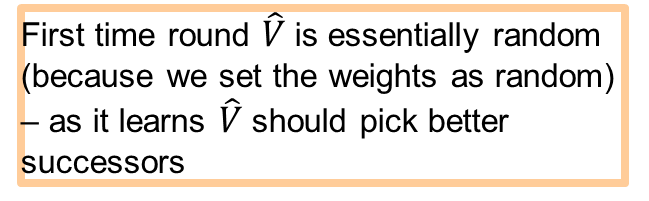 First time round V̂ is essentially random
(because we set the weights as random)
– as it learns V̂ should pick better
successors